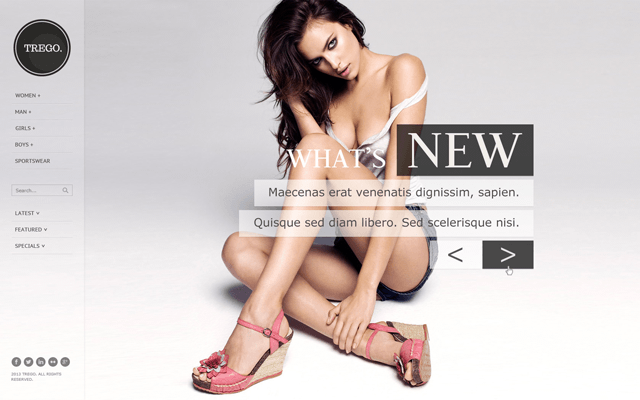 TREGO.
WOMEN +
MAN +
GIRLS +
BOYS +
SPORTSWEAR
Search...
LATEST ∨
FEATURED ∨
SPECIALS ∨
2013 TREGO. ALL RIGHTS
RESERVED.
WHAT'S NEW
Maecenas erat venenatis dignissim, sapien.
Quisque sed diam libero. Sed scelerisque nisi.
< >